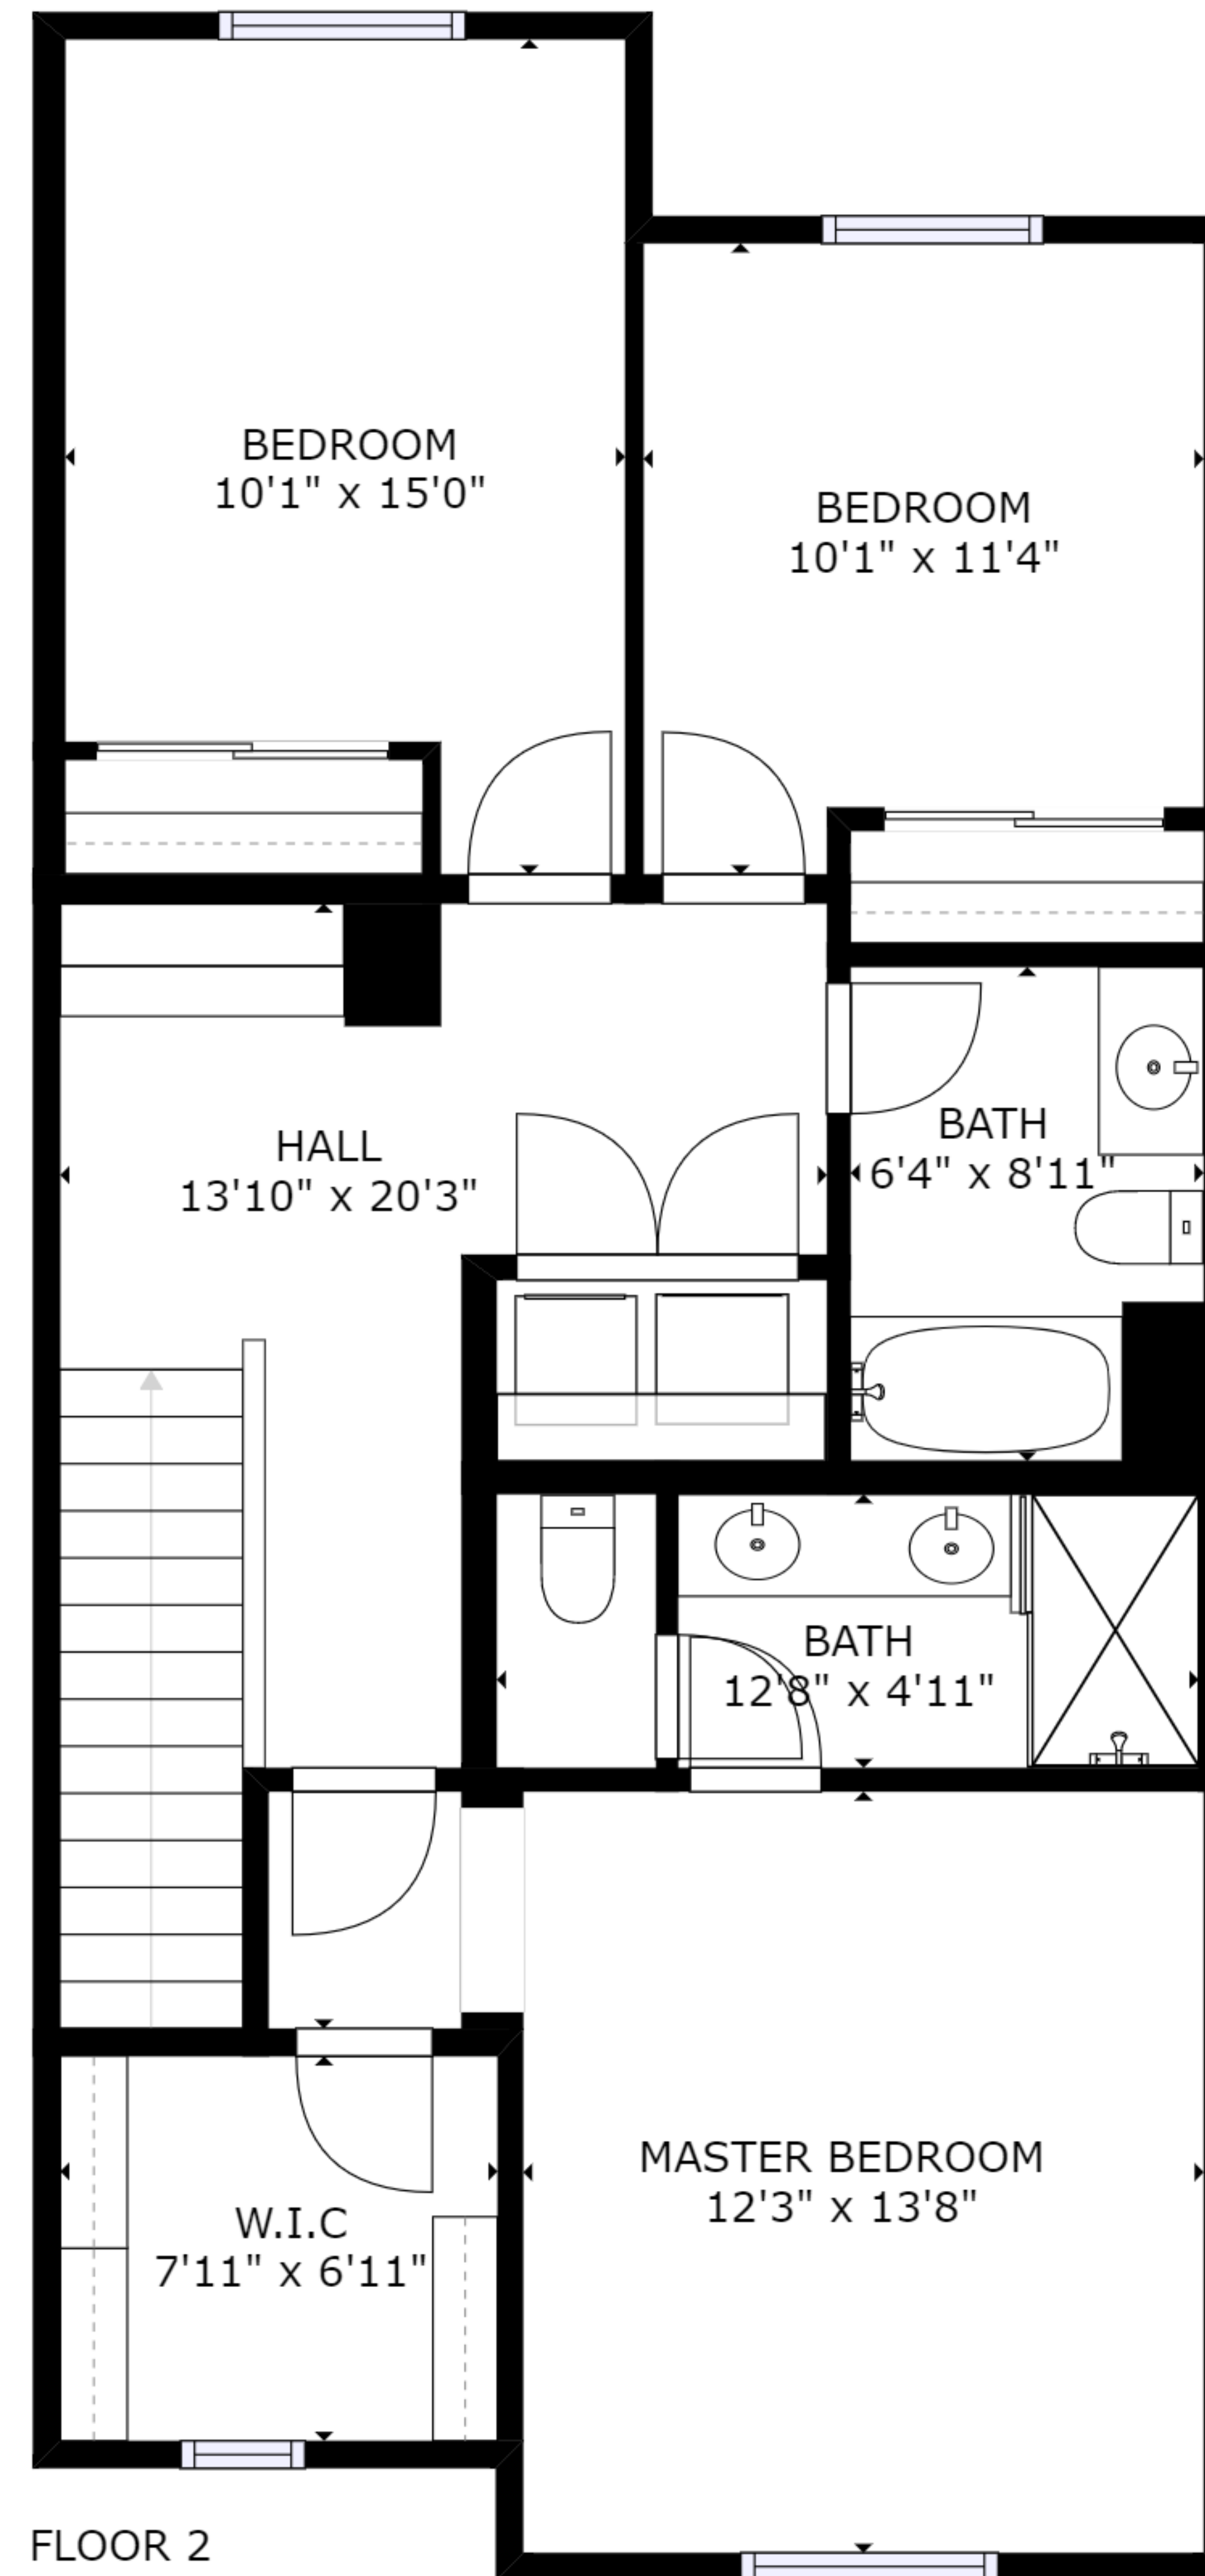 BEDROOM
10'1" x 15'0"
BEDROOM
10'1" x 11'4"
HALL
13'10" x 20'3"
BATH
6'4" x 8'11"
BATH
12'8" x 4'11"
MASTER BEDROOM
12'3" x 13'8"
W.I.C
7'11" x 6'11"
FLOOR 2